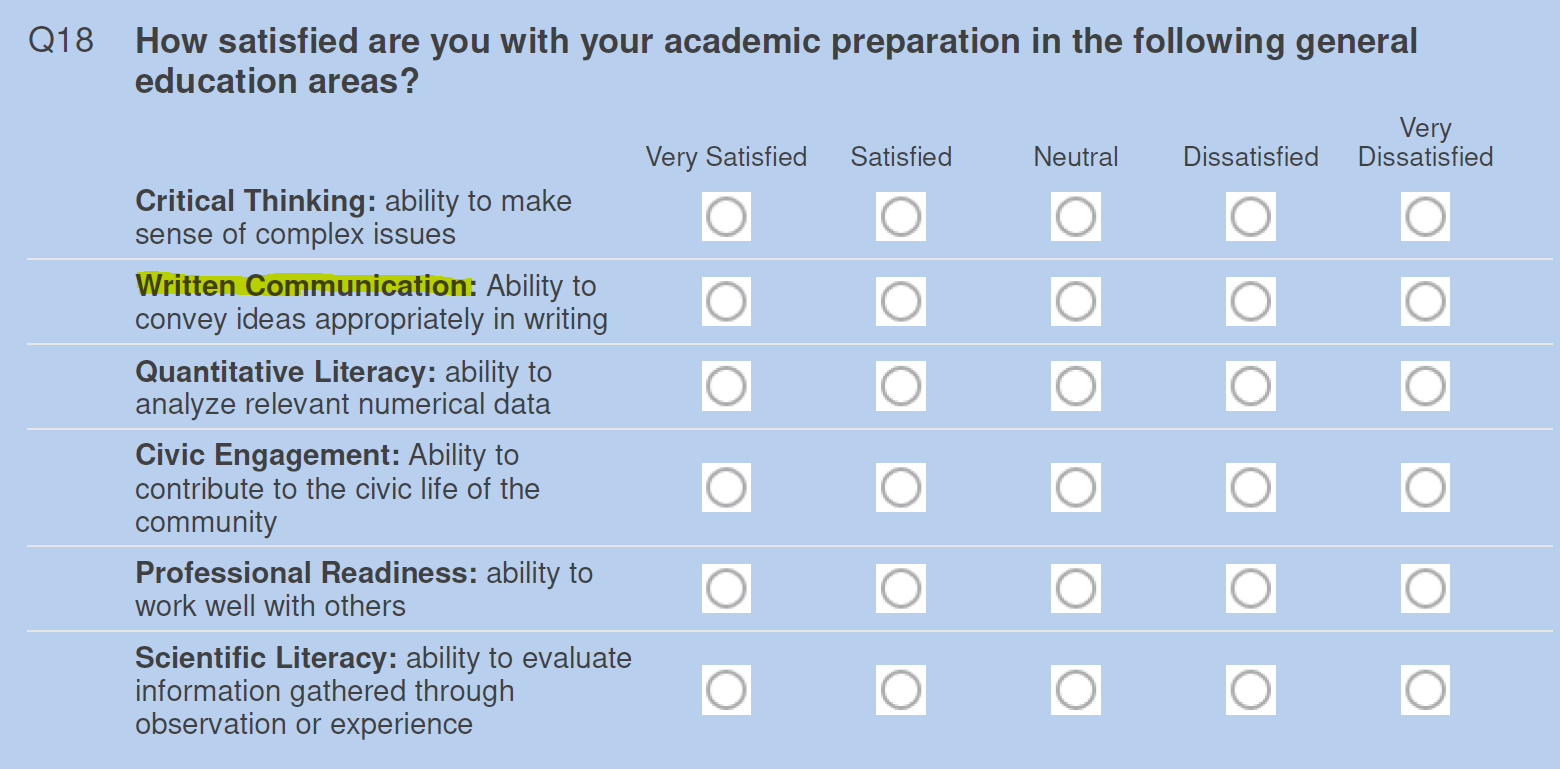 Q18 How satisfied are you with your academic preparation in the following general
education areas?
Very Satisfied Satisfied Neutral Dissatisfied Very Dissatisfied
Critical Thinking: ability to make
sense of complex issues
Written Communication: Ability to
convey ideas appropriately in writing
Quantitative Literacy: ability to
analyze relevant numerical data
Civic Engagement: Ability to
contribute to the civic life of the
community
Professional Readiness: ability to
work well with others
Scientific Literacy: ability to evaluate
information gathered through
observation or experience